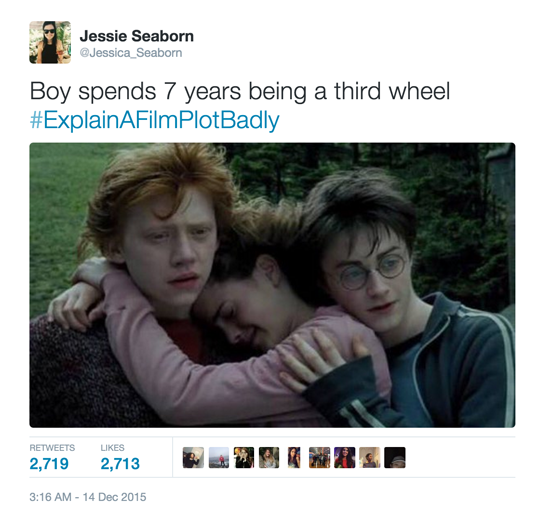 Jessie Seaborn
@Jessica_Seaborn
Boy spends 7 years being a third wheel
#ExplainAFilmPlotBadly
RETWEETS LIKES
2,719 2,713
3:16 AM - 14 Dec 2015